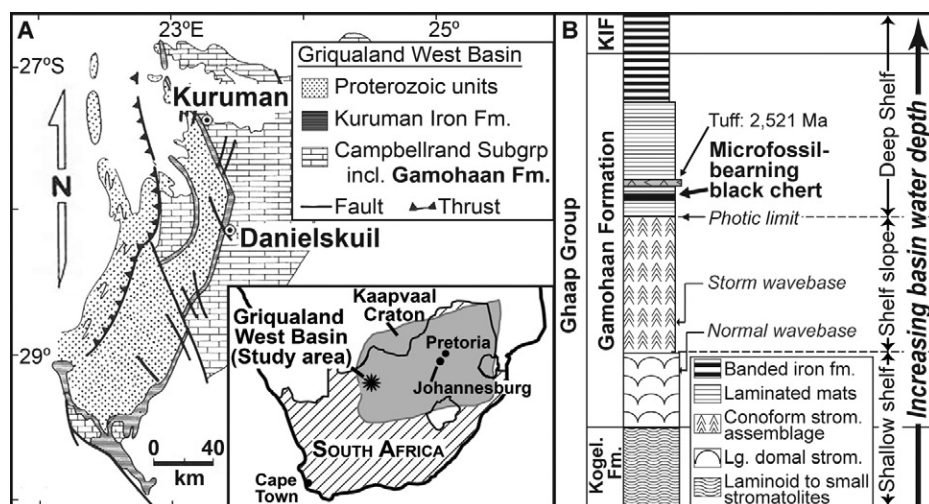 A
23°E
25°
27°S
29°
Kuruman
Danielskuil
N
Griqualand West Basin
Proterozoic units
Kuruman Iron Fm.
Campbellrand Subgrp
incl. Gamohaan Fm.
Fault
Thrust
0 40
km
Kaapvaal
Craton
Griqualand
West Basin
(Study area)
Pretoria
Johannesburg
SOUTH AFRICA
Cape
Town
B
KIF
Ghaap Group
Gamohaan Formation
Kogel.
Fm.
Tuff: 2,521 Ma
Microfossil-
bearning
black chert
Photic limit
Storm wavebase
Normal wavebase
Banded iron fm.
Laminated mats
Conoform strom.
assemblage
Lg. domal strom.
Laminoid to small
stromatolites
Deep Shelf
Shelf slope
Shallow shelf
Increasing basin water depth